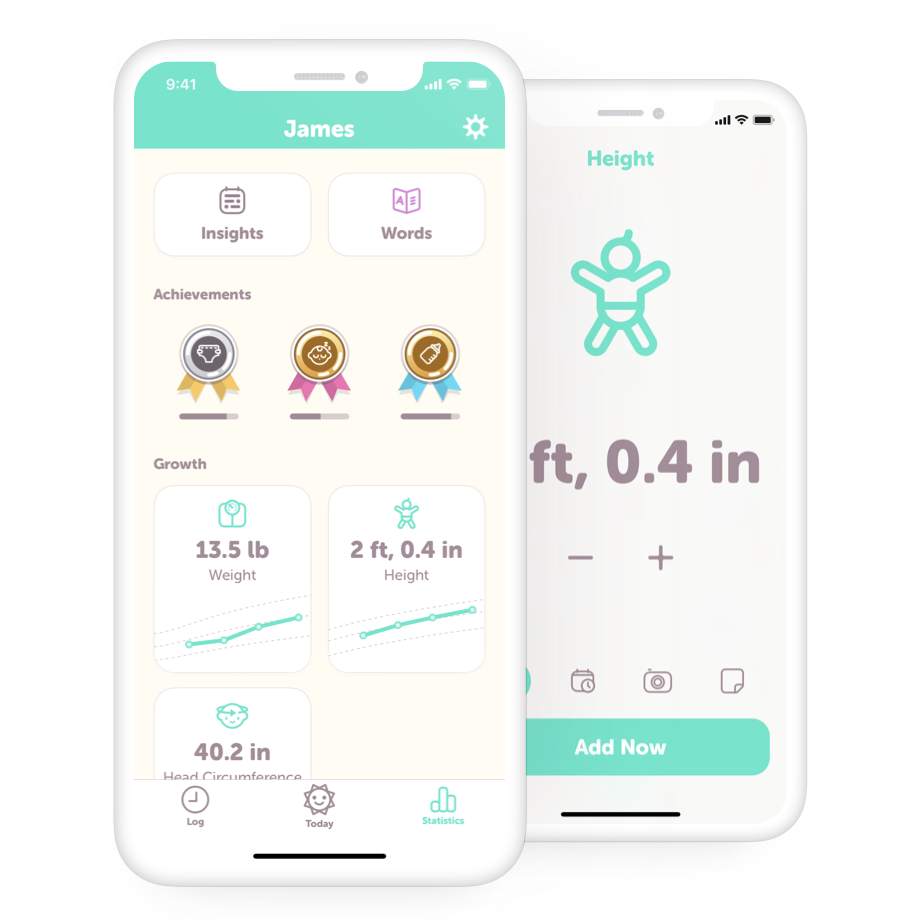 9:41
James
Insights
Words
Achievements
Growth
13.5 lb
Weight
2 ft, 0.4 in
Height
40.2 in
Head Circumference
Log
Today
Statistics
Height
ft, 0.4 in
Add Now